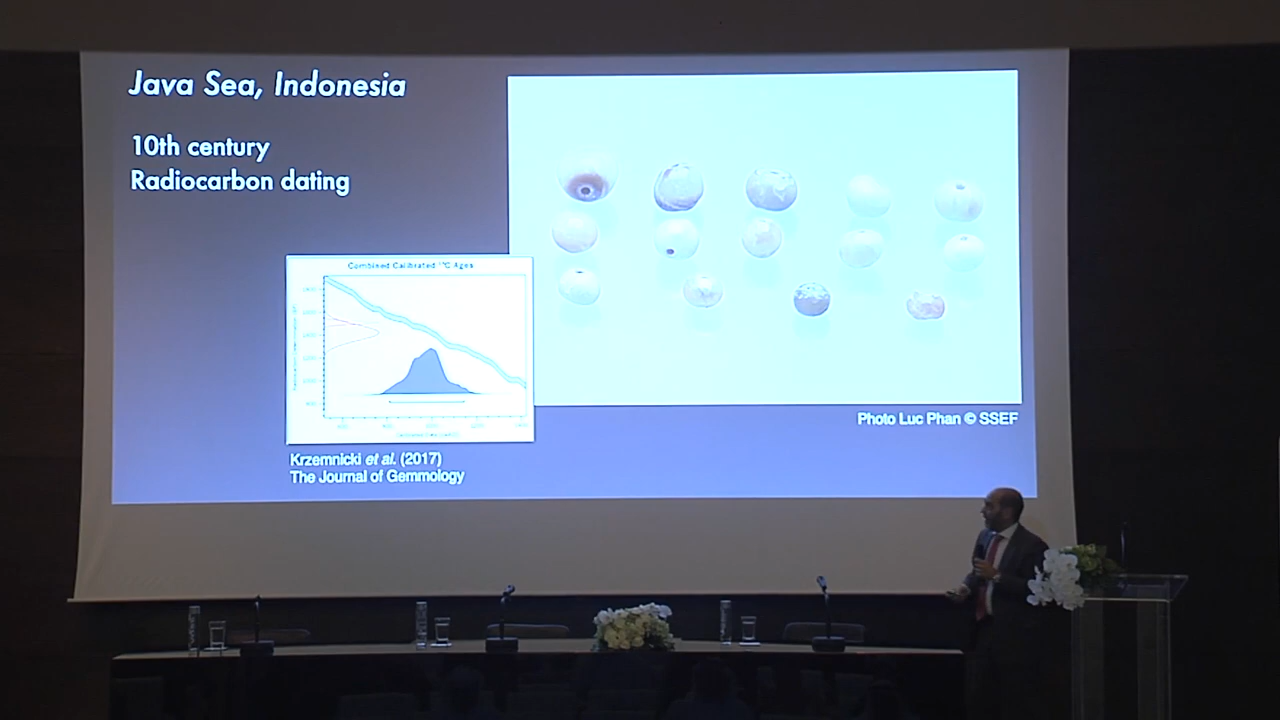 Java Sea, Indonesia
10th century
Radiocarbon dating
Combined Calibrated ¹⁴C Ages
Photo Luc Phan © SSEF
Krzemnicki et al. (2017)
The Journal of Gemmology